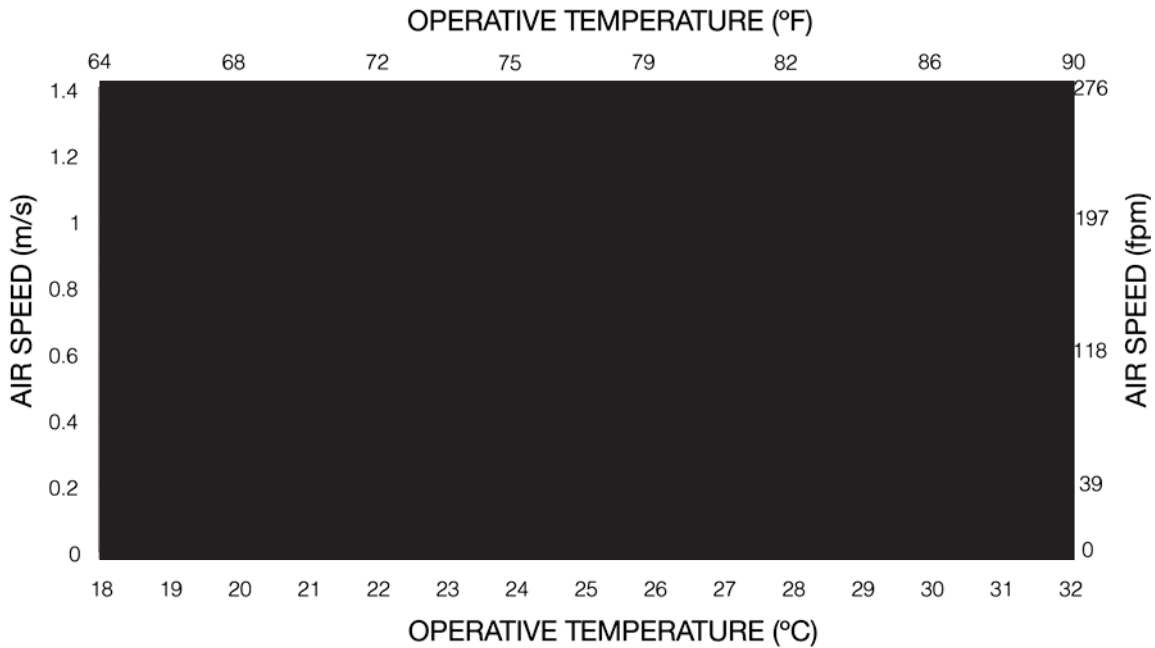 OPERATIVE TEMPERATURE (ºF)
64 68 72 75 79 82 86 90
1.4 276
1.2
1 197
0.8
0.6 118
0.4
0.2 39
0 0
AIR SPEED (m/s)
AIR SPEED (fpm)
18 19 20 21 22 23 24 25 26 27 28 29 30 31 32
OPERATIVE TEMPERATURE (ºC)